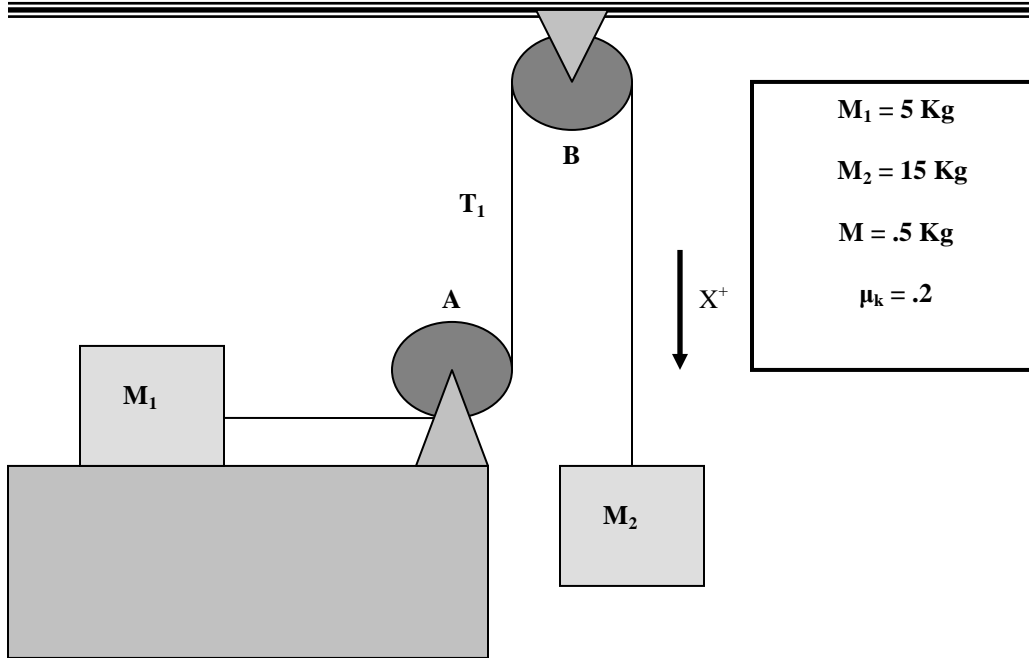 B
T₁
A
X⁺
M₁
M₂
M₁ = 5 Kg
M₂ = 15 Kg
M = .5 Kg
μₖ = .2